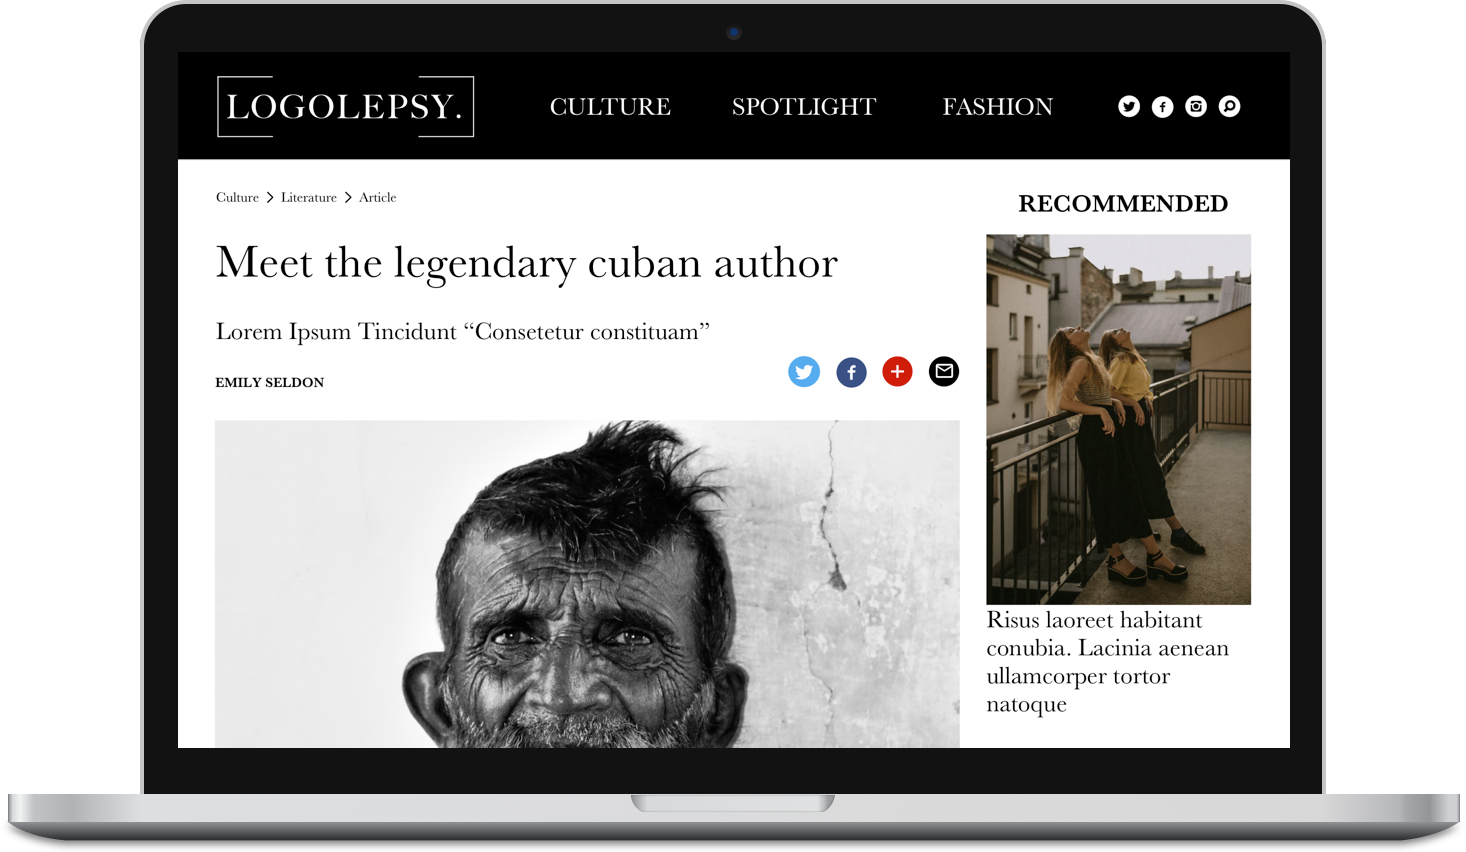 LOGOLEPSY.
CULTURE
SPOTLIGHT
FASHION
Culture > Literature > Article
Meet the legendary cuban author
Lorem Ipsum Tincidunt “Consetetur constituam”
EMILY SELDON
RECOMMENDED
Risus laoreet habitant
conubia. Lacinia aenean
ullamcorper tortor
natoque